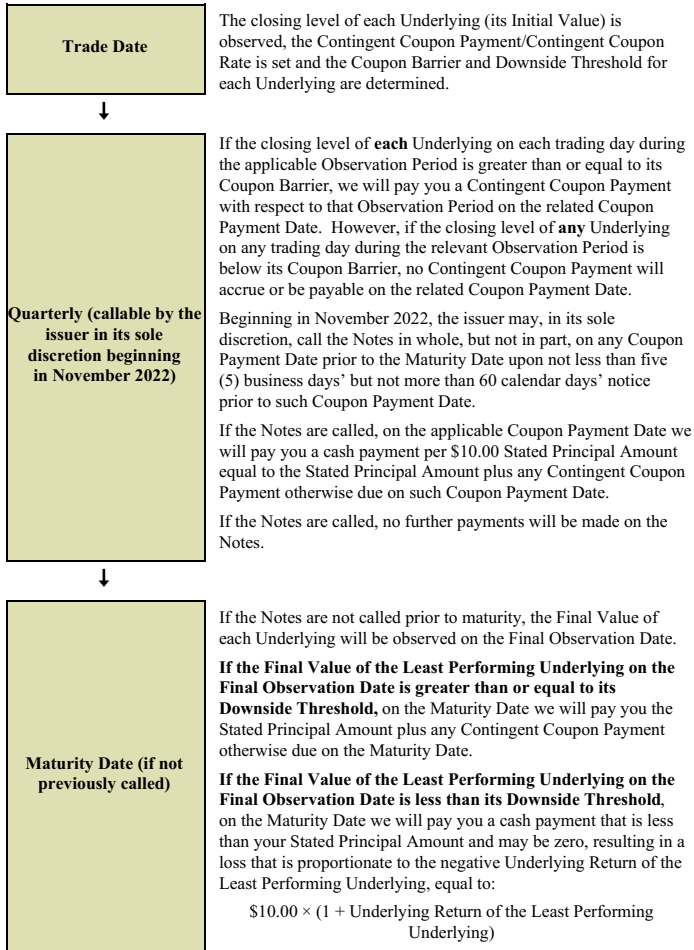 Trade Date
The closing level of each Underlying (its Initial Value) is
observed, the Contingent Coupon Payment/Contingent Coupon
Rate is set and the Coupon Barrier and Downside Threshold for
each Underlying are determined.
↓
Quarterly (callable by the
issuer in its sole
discretion beginning
in November 2022)
If the closing level of each Underlying on each trading day during
the applicable Observation Period is greater than or equal to its
Coupon Barrier, we will pay you a Contingent Coupon Payment
with respect to that Observation Period on the related Coupon
Payment Date. However, if the closing level of any Underlying
on any trading day during the relevant Observation Period is
below its Coupon Barrier, no Contingent Coupon Payment will
accrue or be payable on the related Coupon Payment Date.
Beginning in November 2022, the issuer may, in its sole
discretion, call the Notes in whole, but not in part, on any Coupon
Payment Date prior to the Maturity Date upon not less than five
(5) business days’ but not more than 60 calendar days’ notice
prior to such Coupon Payment Date.
If the Notes are called, on the applicable Coupon Payment Date we
will pay you a cash payment per $10.00 Stated Principal Amount
equal to the Stated Principal Amount plus any Contingent Coupon
Payment otherwise due on such Coupon Payment Date.
If the Notes are called, no further payments will be made on the
Notes.
↓
Maturity Date (if not
previously called)
If the Notes are not called prior to maturity, the Final Value of
each Underlying will be observed on the Final Observation Date.
If the Final Value of the Least Performing Underlying on the
Final Observation Date is greater than or equal to its
Downside Threshold, on the Maturity Date we will pay you the
Stated Principal Amount plus any Contingent Coupon Payment
otherwise due on the Maturity Date.
If the Final Value of the Least Performing Underlying on the
Final Observation Date is less than its Downside Threshold,
on the Maturity Date we will pay you a cash payment that is less
than your Stated Principal Amount and may be zero, resulting in a
loss that is proportionate to the negative Underlying Return of the
Least Performing Underlying, equal to:
$10.00 × (1 + Underlying Return of the Least Performing
Underlying)